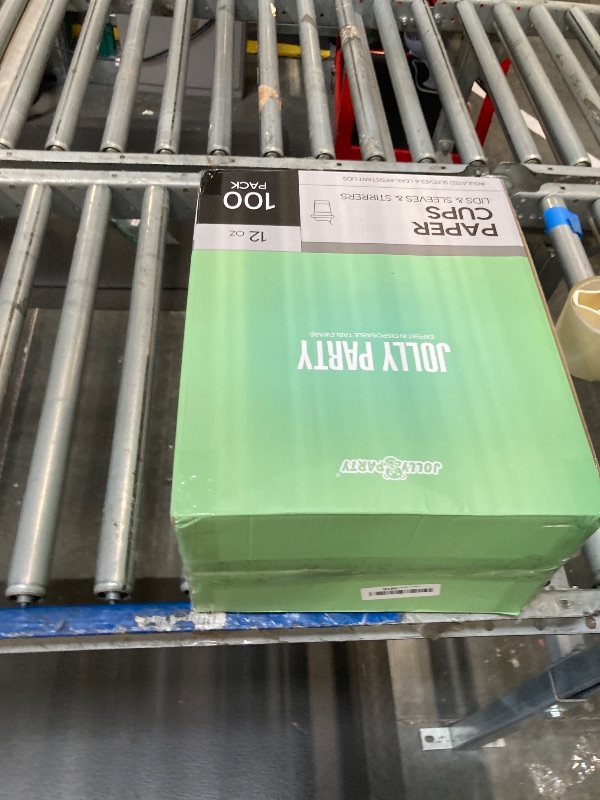 PAPER
CUPS
LIDS & SLEEVES & STIRRERS
INSULATED SLEEVES & LEAK-RESISTANT LIDS
100
PACK
12 OZ
JOLLY PARTY
EXPERT IN DISPOSABLE TABLEWARE
JOLLY PARTY